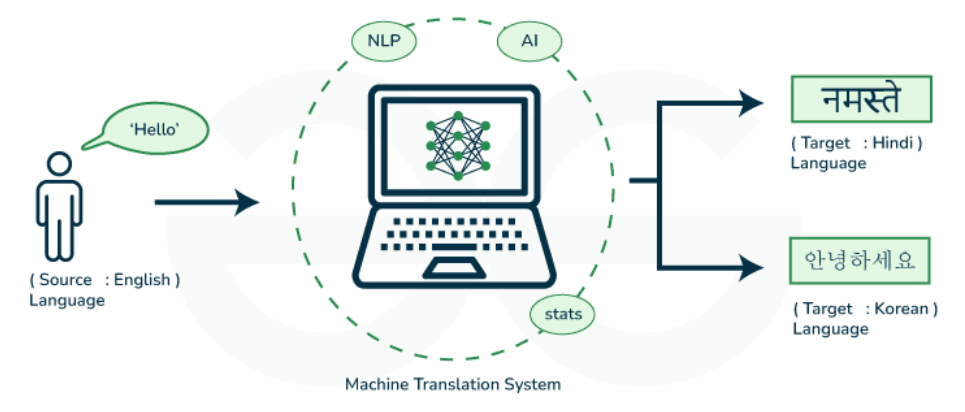 NLP
AI
'Hello'
( Source : English )
Language
stats
Machine Translation System
नमस्ते
( Target : Hindi )
Language
안녕하세요
( Target : Korean )
Language